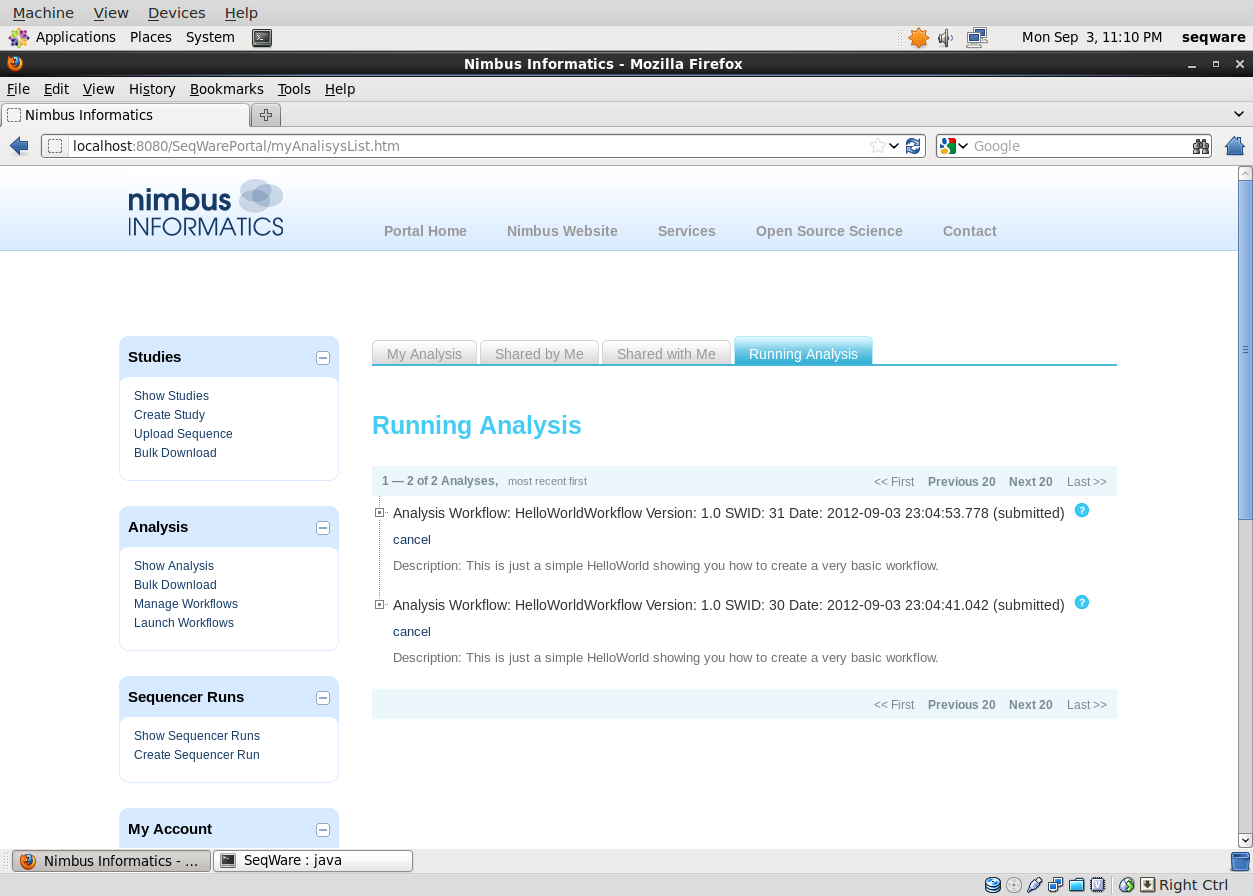 Machine View Devices Help
Applications Places System Mon Sep 3, 11:10 PM seqware
Nimbus Informatics - Mozilla Firefox
File Edit View History Bookmarks Tools Help
Nimbus Informatics
localhost:8080/SeqWarePortal/myAnalisysList.htm Google
nimbus
INFORMATICS
Portal Home Nimbus Website Services Open Source Science Contact
Studies
Show Studies
Create Study
Upload Sequence
Bulk Download
Analysis
Show Analysis
Bulk Download
Manage Workflows
Launch Workflows
Sequencer Runs
Show Sequencer Runs
Create Sequencer Run
My Account
My Analysis Shared by Me Shared with Me Running Analysis
Running Analysis
1 — 2 of 2 Analyses, most recent first << First Previous 20 Next 20 Last >>
Analysis Workflow: HelloWorldWorkflow Version: 1.0 SWID: 31 Date: 2012-09-03 23:04:53.778 (submitted) ?
cancel
Description: This is just a simple HelloWorld showing you how to create a very basic workflow.
Analysis Workflow: HelloWorldWorkflow Version: 1.0 SWID: 30 Date: 2012-09-03 23:04:41.042 (submitted) ?
cancel
Description: This is just a simple HelloWorld showing you how to create a very basic workflow.
<< First Previous 20 Next 20 Last >>
Nimbus Informatics - ... SeqWare : java
Right Ctrl